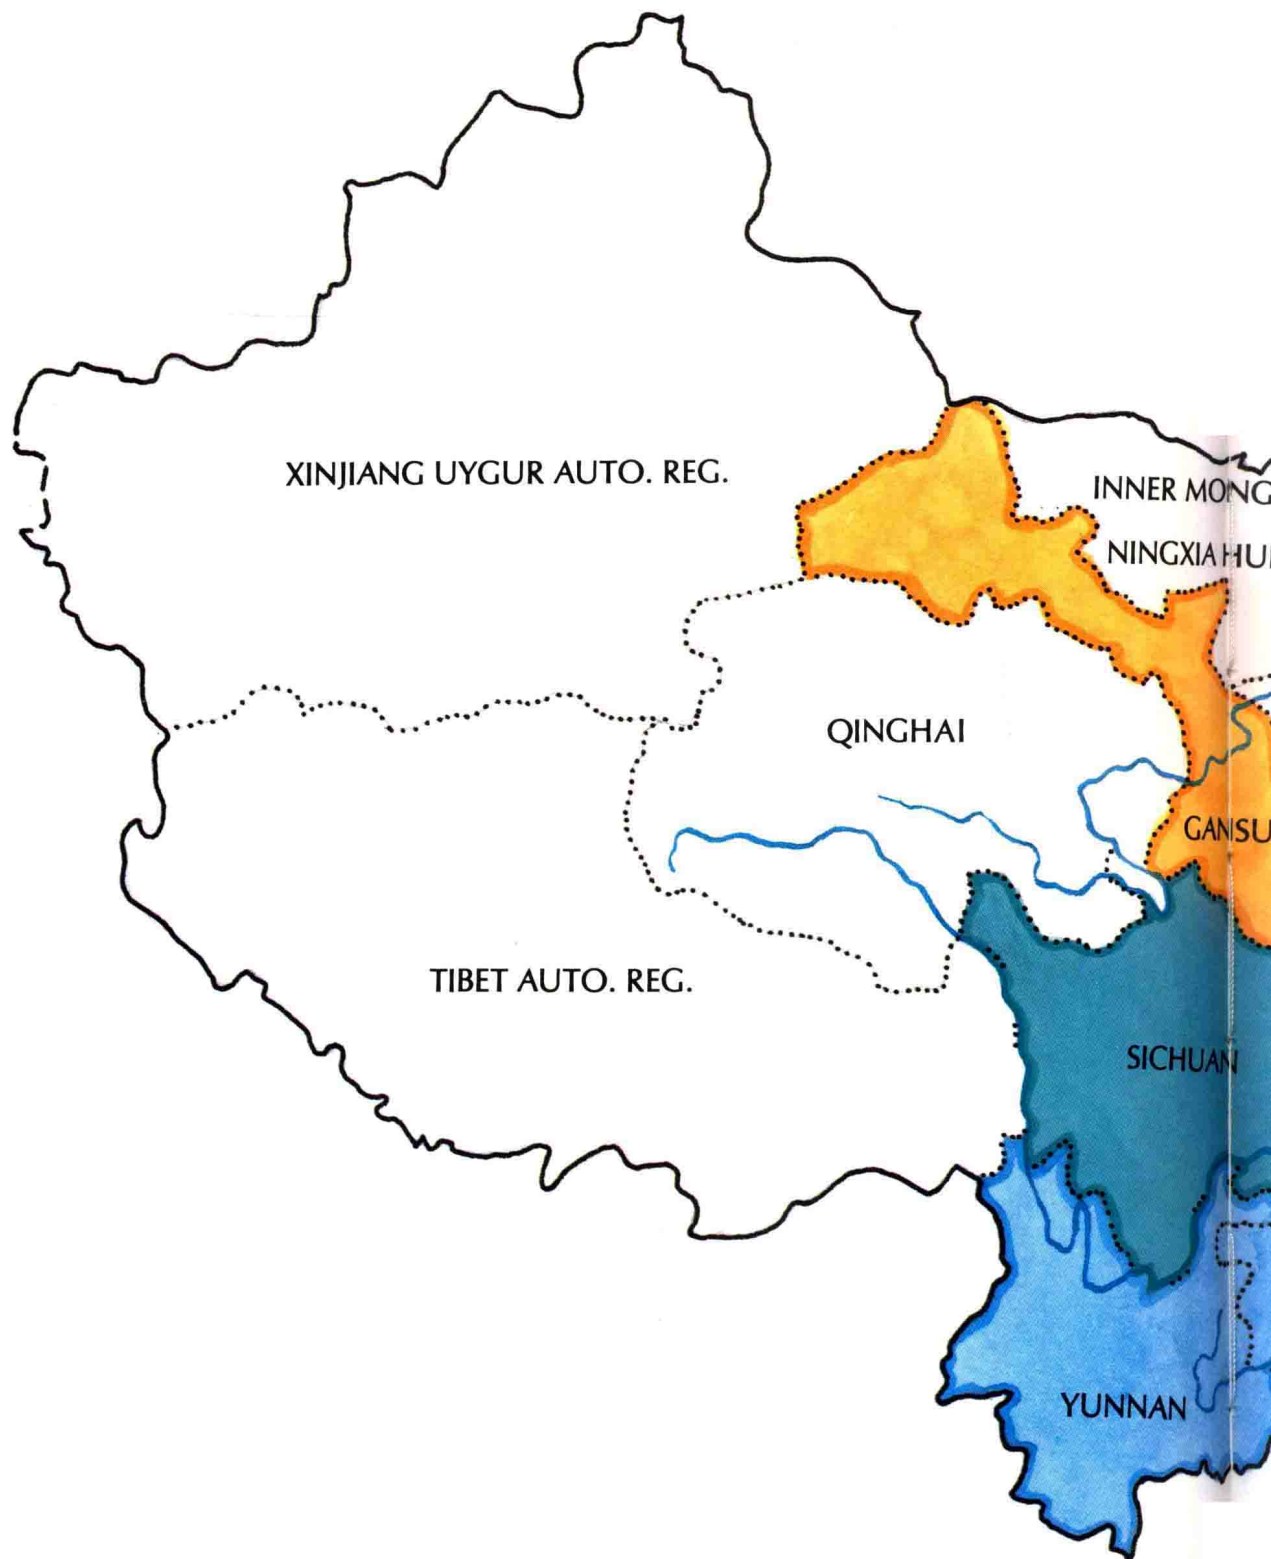 XINJIANG UYGUR AUTO. REG.
INNER MONG
NINGXIA HUI
QINGHAI
GANSU
TIBET AUTO. REG.
SICHUAN
YUNNAN